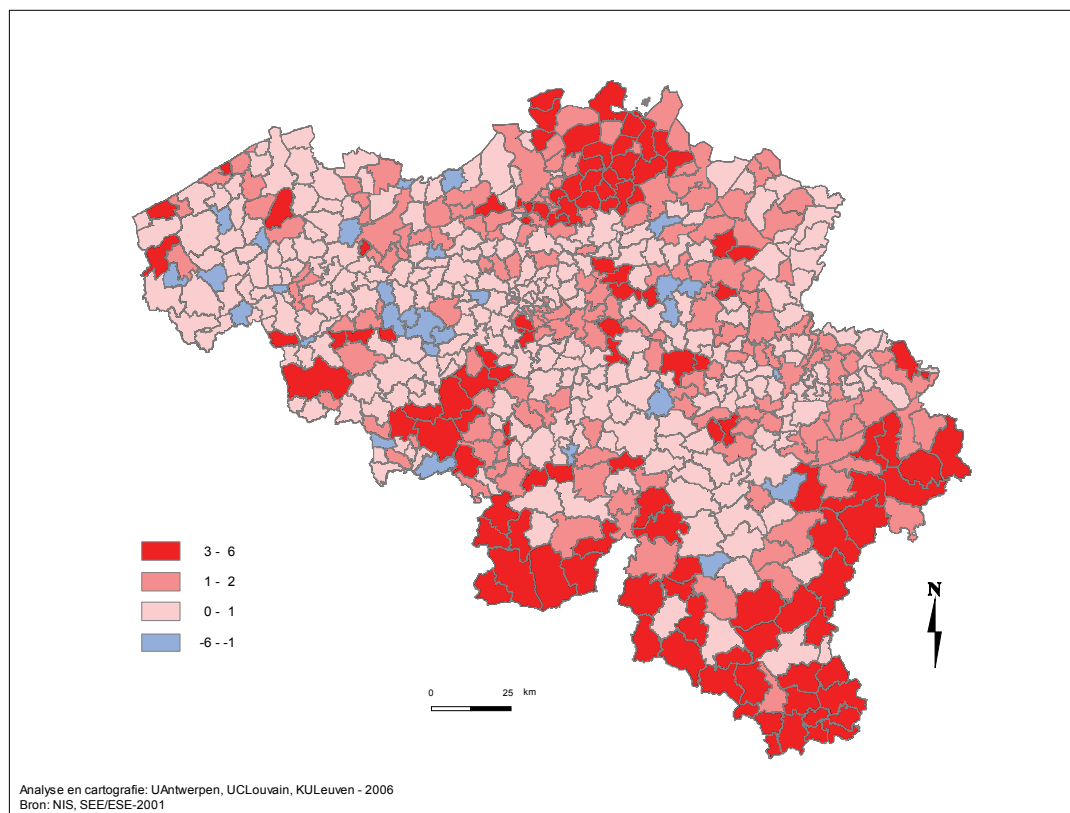 3 - 6
1 - 2
0 - 1
-6 - -1
N
0 25 km
Analyse en cartografie: UAntwerpen, UCLouvain, KULeuven - 2006
Bron: NIS, SEE/ESE-2001